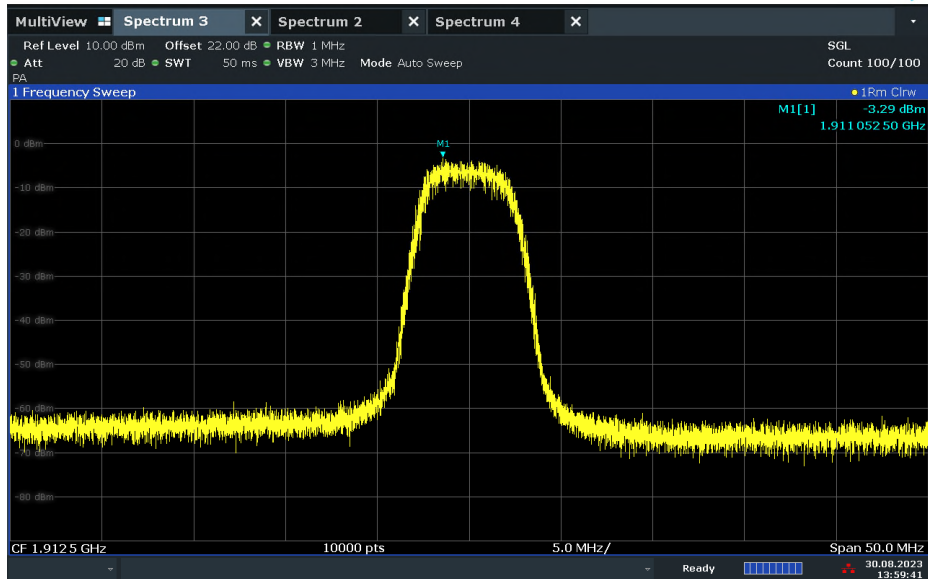 MultiView Spectrum 3 X Spectrum 2 X Spectrum 4 X
Ref Level 10.00 dBm Offset 22.00 dB RBW 1 MHz SGL
Att 20 dB SWT 50 ms VBW 3 MHz Mode Auto Sweep Count 100/100
PA
1 Frequency Sweep 1Rm Clrw
M1[1] -3.29 dBm
1.911 052 50 GHz
0 dBm
M1
-10 dBm
-20 dBm
-30 dBm
-40 dBm
-50 dBm
-60 dBm
-70 dBm
-80 dBm
CF 1.9125 GHz 10000 pts 5.0 MHz/ Span 50.0 MHz
Ready 30.08.2023
13:59:41